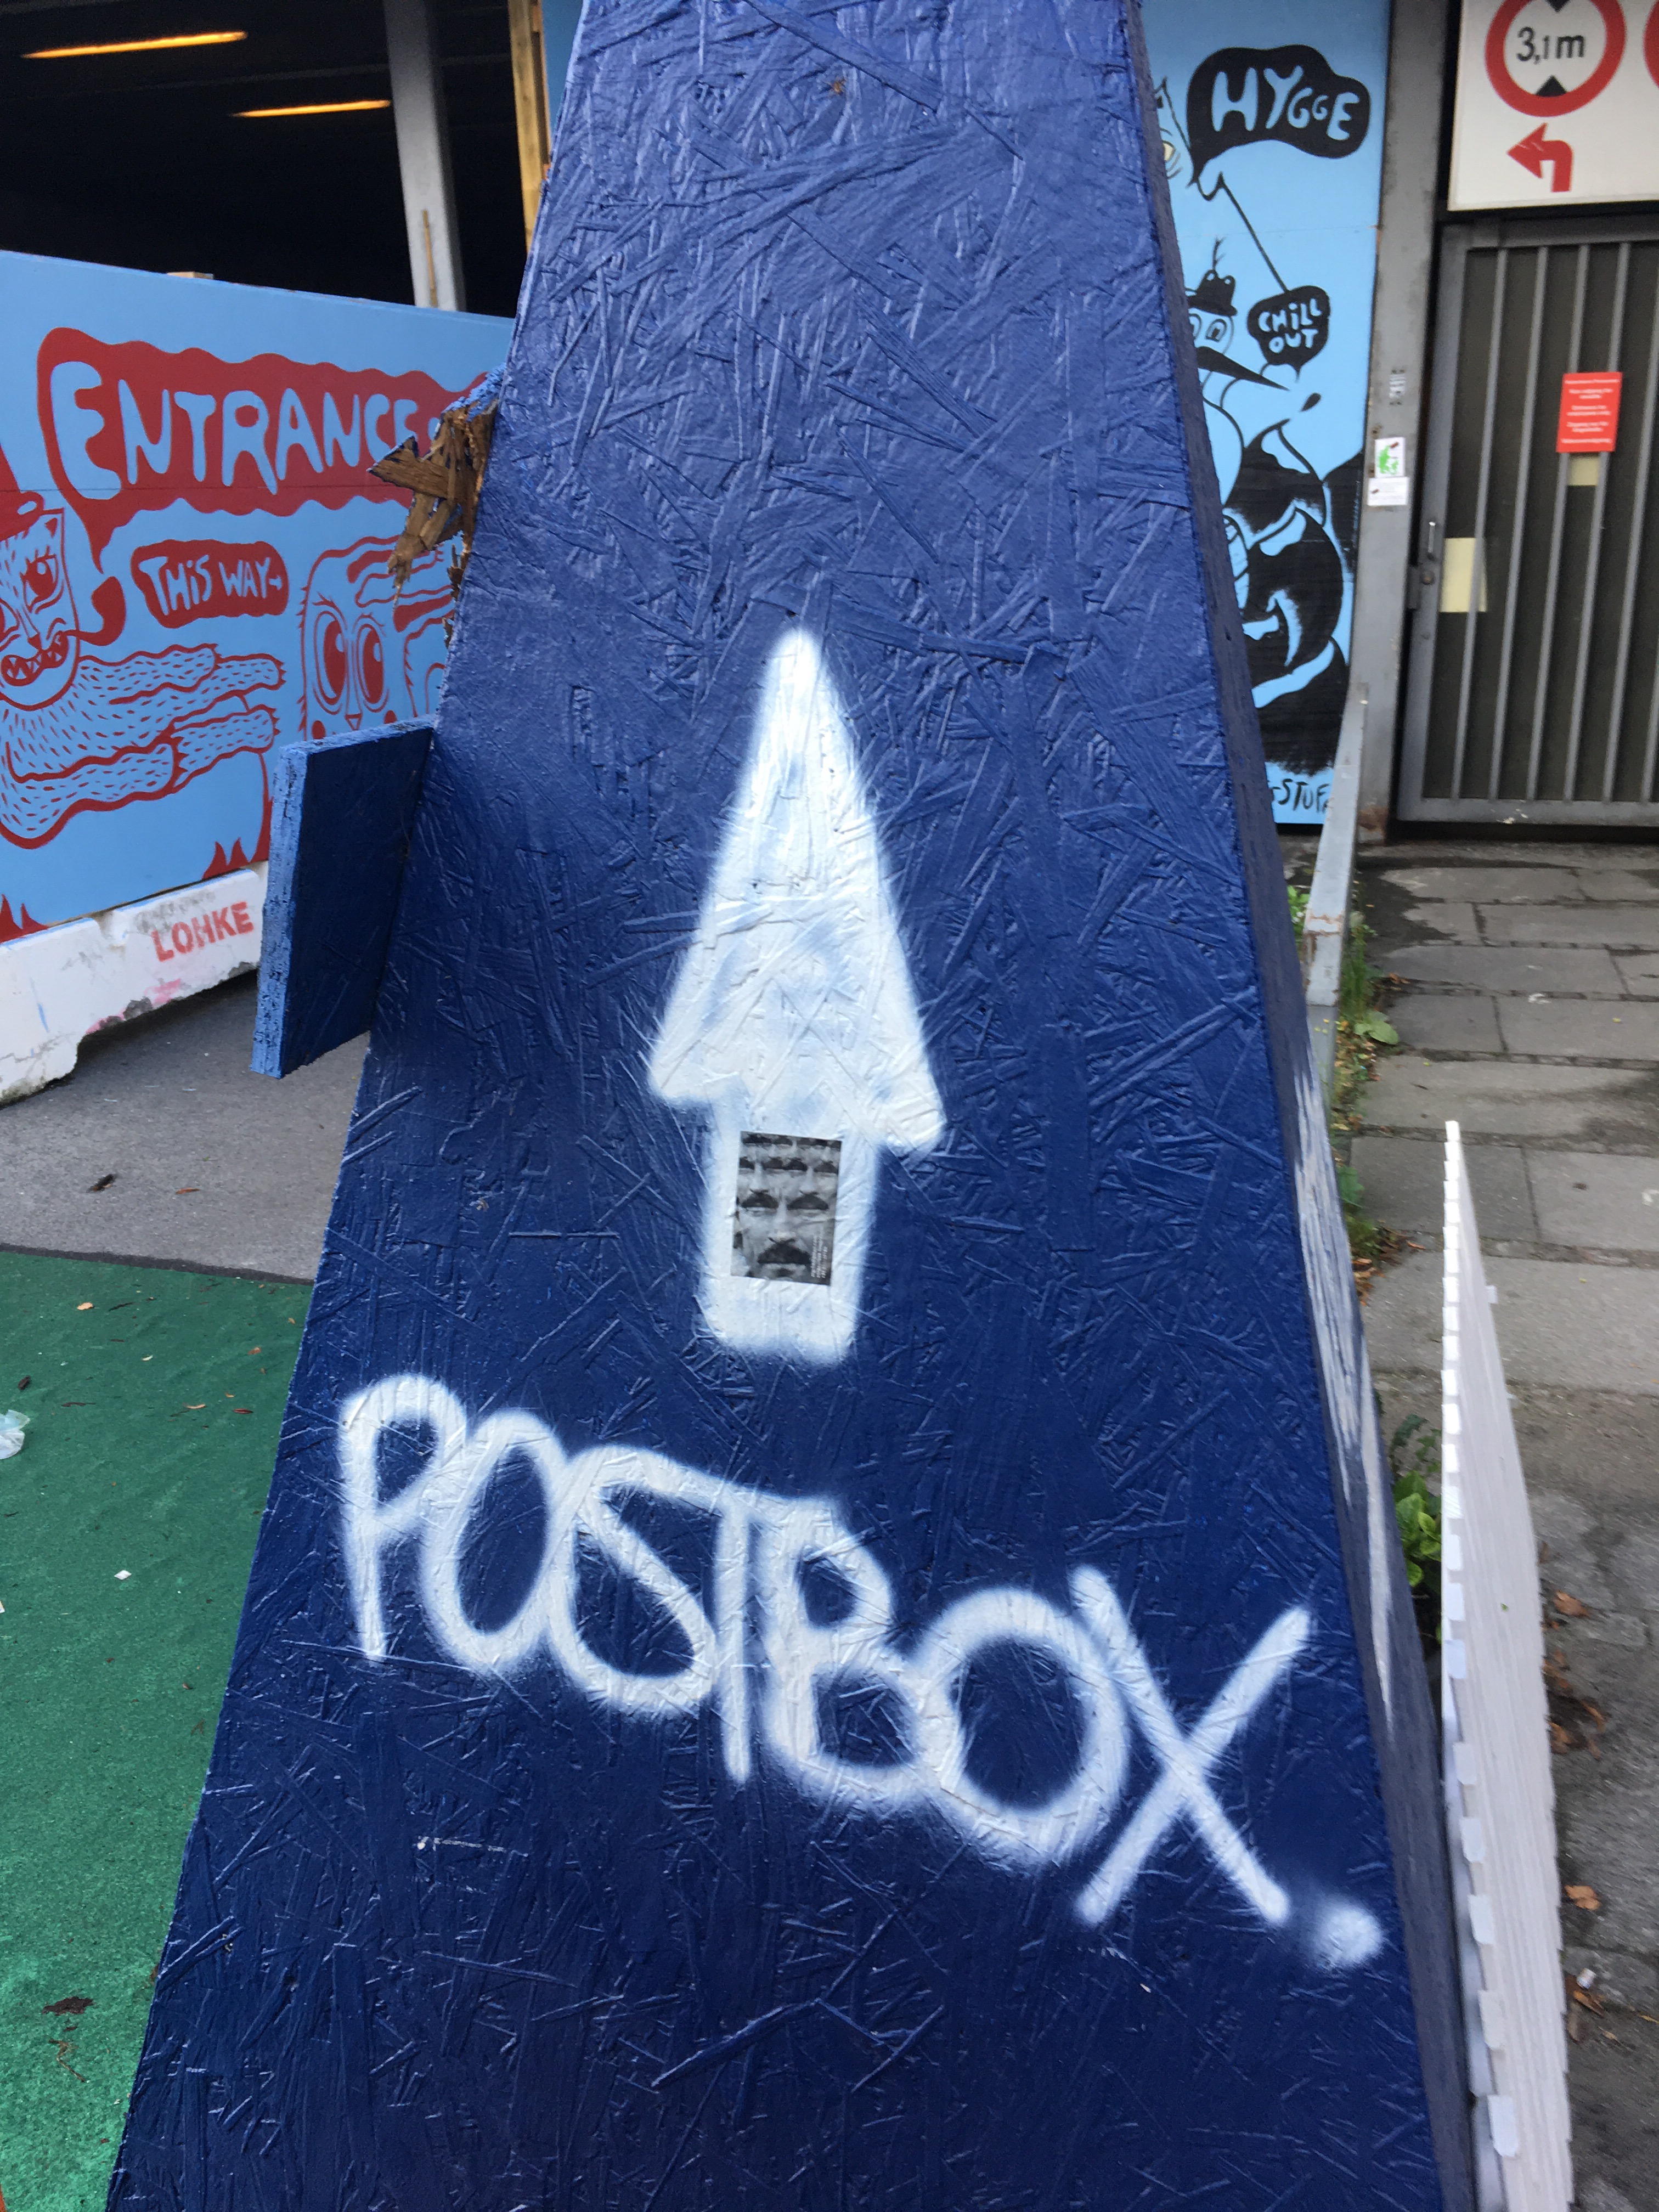 3,1m
HYGGE
CHILL
OUT
ENTRANCE
THIS WAY→
LOHKE
POSTBOX.